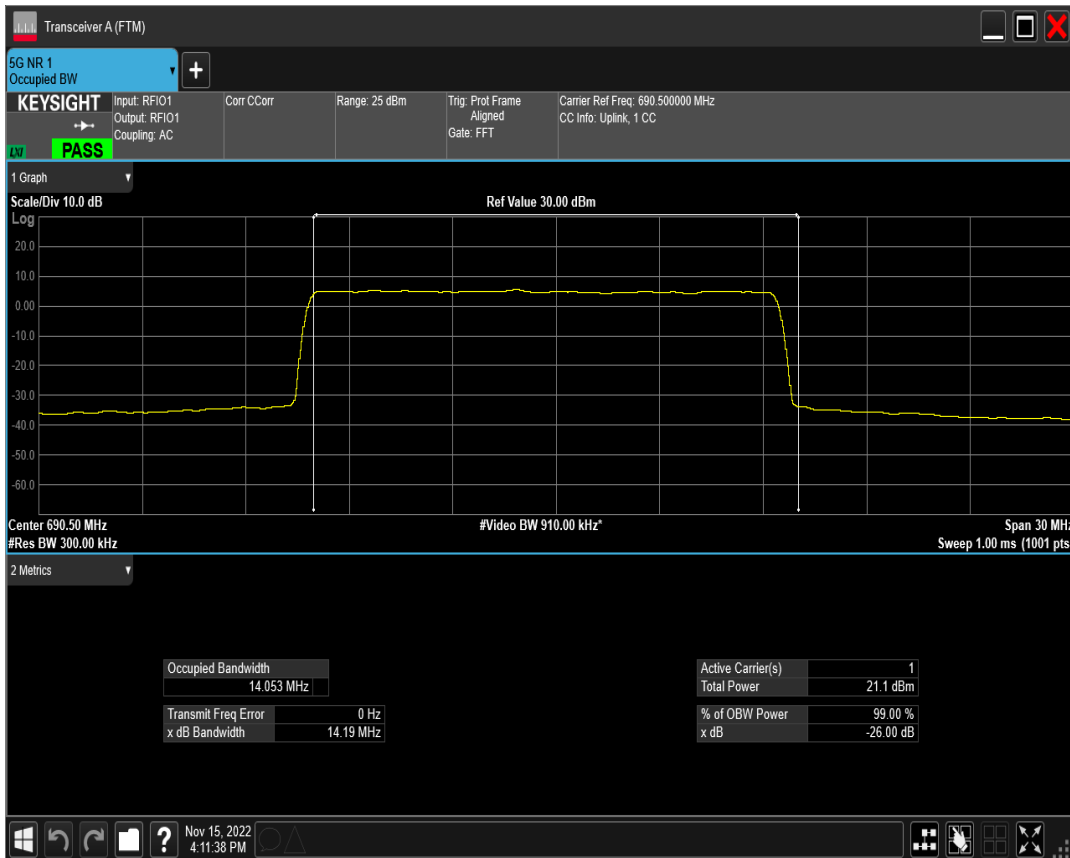 Transceiver A (FTM)
5G NR 1
Occupied BW
+
KEYSIGHT
LXI
PASS
Input: RFIO1
Output: RFIO1
Coupling: AC
Corr CCorr
Range: 25 dBm
Trig: Prot Frame
Aligned
Gate: FFT
Carrier Ref Freq: 690.500000 MHz
CC Info: Uplink, 1 CC
1 Graph
Scale/Div 10.0 dB
Ref Value 30.00 dBm
Log
20.0
10.0
0.00
-10.0
-20.0
-30.0
-40.0
-50.0
-60.0
Center 690.50 MHz
#Video BW 910.00 kHz*
Span 30 MHz
#Res BW 300.00 kHz
Sweep 1.00 ms (1001 pts
2 Metrics
Occupied Bandwidth
14.053 MHz
Transmit Freq Error 0 Hz
x dB Bandwidth 14.19 MHz
Active Carrier(s) 1
Total Power 21.1 dBm
% of OBW Power 99.00 %
x dB -26.00 dB
?
Nov 15, 2022
4:11:38 PM